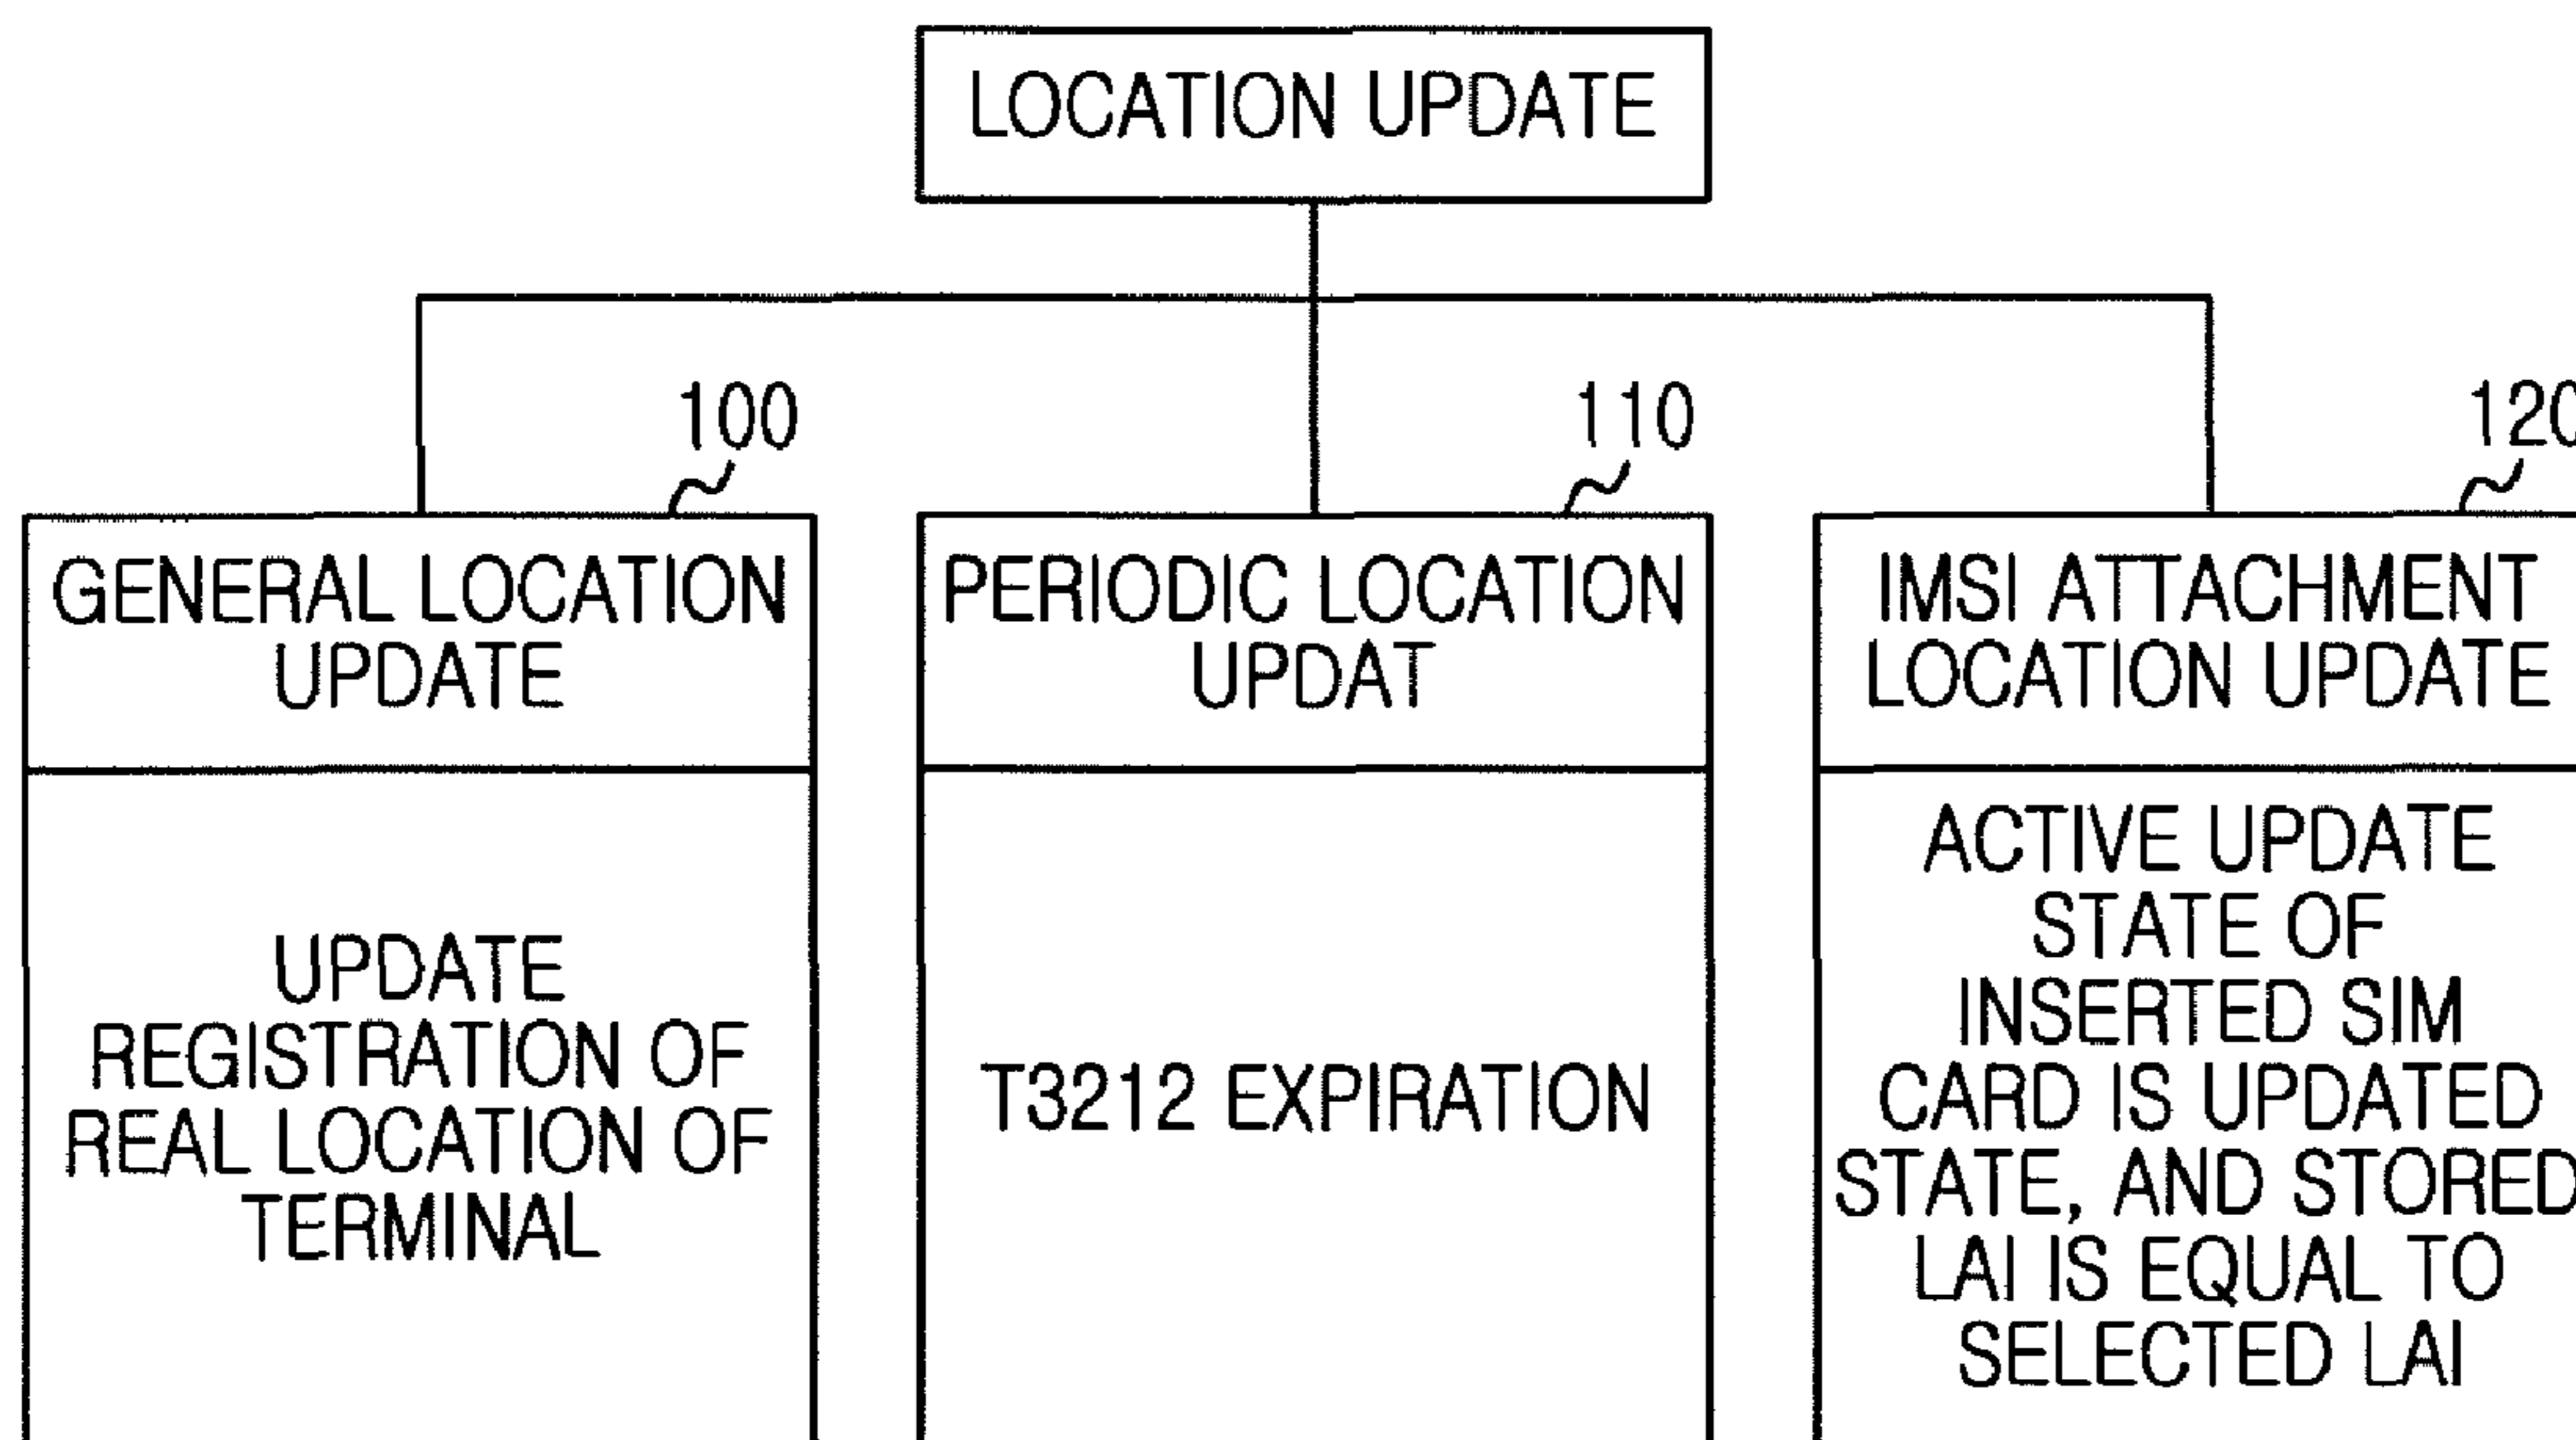 LOCATION UPDATE
100
110
120
GENERAL LOCATION
UPDATE
UPDATE
REGISTRATION OF
REAL LOCATION OF
TERMINAL
PERIODIC LOCATION
UPDAT
T3212 EXPIRATION
IMSI ATTACHMENT
LOCATION UPDATE
ACTIVE UPDATE
STATE OF
INSERTED SIM
CARD IS UPDATED
STATE, AND STORED
LAI IS EQUAL TO
SELECTED LAI